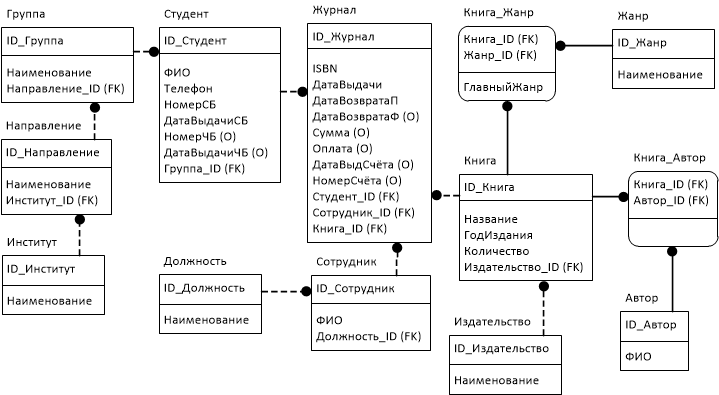 Группа
ID_Группа
Наименование
Направление_ID (FK)
Направление
ID_Направление
Наименование
Институт_ID (FK)
Институт
ID_Институт
Наименование
Студент
ID_Студент
ФИО
Телефон
НомерСБ
ДатаВыдачиСБ
НомерЧБ (О)
ДатаВыдачиЧБ (О)
Группа_ID (FK)
Должность
ID_Должность
Наименование
Журнал
ID_Журнал
ISBN
ДатаВыдачи
ДатаВозвратаП
ДатаВозвратаФ (О)
Сумма (О)
Оплата (О)
ДатаВыдСчёта (О)
НомерСчёта (О)
Студент_ID (FK)
Сотрудник_ID (FK)
Книга_ID (FK)
Сотрудник
ID_Сотрудник
ФИО
Должность_ID (FK)
Книга_Жанр
Книга_ID (FK)
Жанр_ID (FK)
ГлавныйЖанр
Жанр
ID_Жанр
Наименование
Книга
ID_Книга
Название
ГодИздания
Количество
Издательство_ID (FK)
Книга_Автор
Книга_ID (FK)
Автор_ID (FK)
Издательство
ID_Издательство
Наименование
Автор
ID_Автор
ФИО